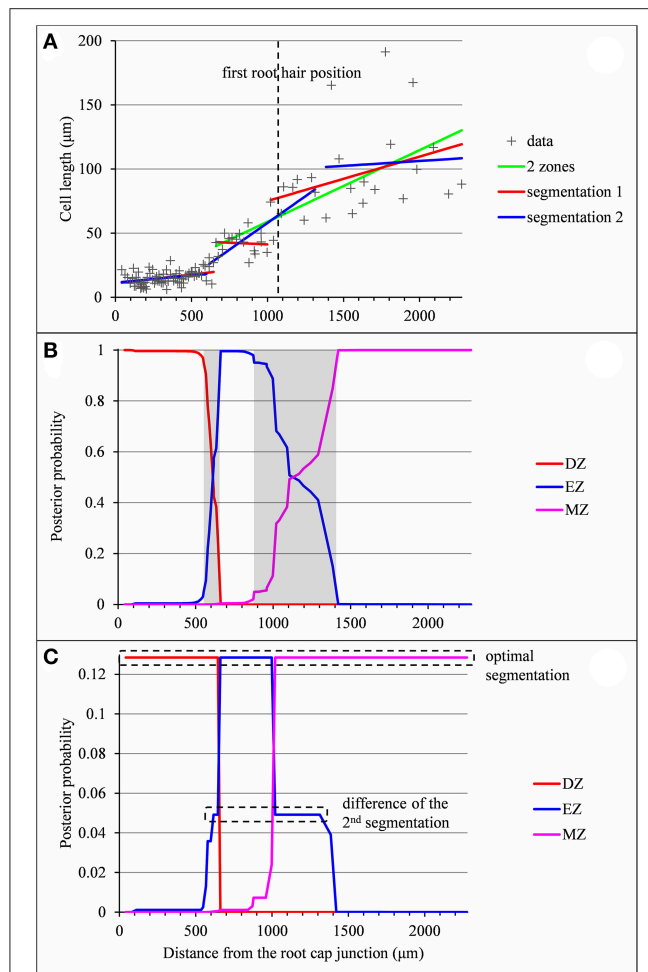 A
200
150
100
50
0
Cell length (μm)
first root hair position
data
2 zones
segmentation 1
segmentation 2
0 500 1000 1500 2000
B
1
0.8
0.6
0.4
0.2
0
Posterior probability
DZ
EZ
MZ
0 500 1000 1500 2000
C
0.12
0.1
0.08
0.06
0.04
0.02
0
Posterior probability
optimal
segmentation
difference of the
2nd segmentation
DZ
EZ
MZ
0 500 1000 1500 2000
Distance from the root cap junction (μm)